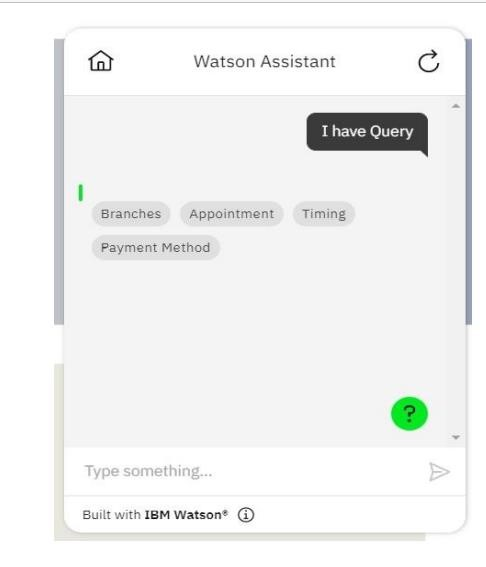 Watson Assistant
I have Query
Branches Appointment Timing
Payment Method
?
Type something...
Built with IBM Watson®